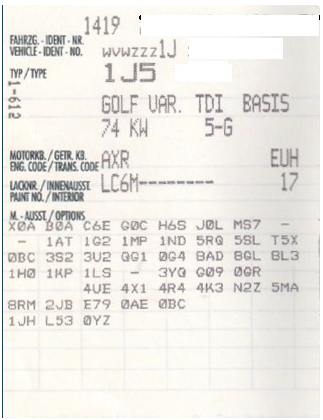 1419
FAHRZG. - IDENT - NR.
VEHICLE - IDENT - NO. WVWZZZ1J
TYP / TYPE 1J5
1-612
GOLF VAR. TDI BASIS
74 KW 5-G
MOTORKB. / GETR. KB.
ENG. CODE / TRANS. CODE AXR EUH
LACKNR. / INNENAUSST.
PAINT NO. / INTERIOR LC6M-------- 17
M. - AUSST. / OPTIONS
X0A B0A C6E G0C H6S J0L MS7 -
- 1AT 1G2 1MP 1ND 5RQ 5SL T5X
0BC 3S2 3U2 QG1 0G4 8AD 8GL 8L3
1H0 1KP 1LS - 3YQ G09 0GR
4UE 4X1 4R4 4K3 N2Z 5MA
8RM 2JB E79 0AE 0BC
1JH L53 0YZ